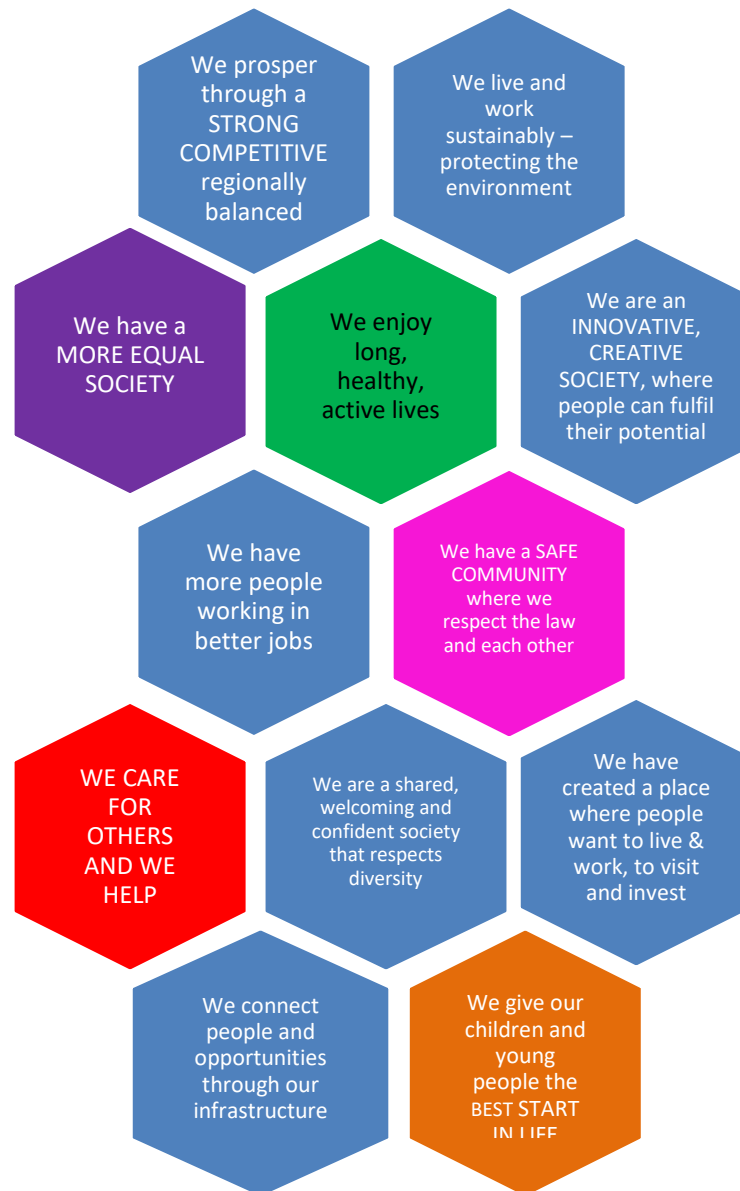 We prosper
through a
STRONG
COMPETITIVE
regionally
balanced
We live and
work
sustainably –
protecting the
environment
We have a
MORE EQUAL
SOCIETY
We enjoy
long,
healthy,
active lives
We are an
INNOVATIVE,
CREATIVE
SOCIETY, where
people can fulfil
their potential
We have
more people
working in
better jobs
We have a SAFE
COMMUNITY
where we
respect the law
and each other
WE CARE
FOR
OTHERS
AND WE
HELP
We are a shared,
welcoming and
confident society
that respects
diversity
We have
created a place
where people
want to live &
work, to visit
and invest
We connect
people and
opportunities
through our
infrastructure
We give our
children and
young
people the
BEST START
IN LIFE